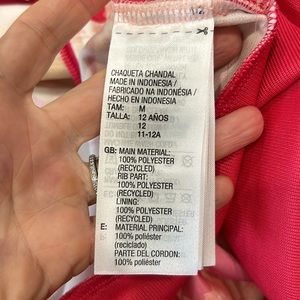 CHAQUETA CHANDAL
MADE IN INDONESIA /
FABRICADO NA INDONÉSIA /
HECHO EN INDONESIA
TAM: M
TALLA: 12 AÑOS
12
11-12A
GB: MAIN MATERIAL:
100% POLYESTER
(RECYCLED)
RIB PART:
100% POLYESTER
(RECYCLED)
LINING:
100% POLYESTER
(RECYCLED)
E: MATERIAL PRINCIPAL:
100% poliéster
(reciclado)
PARTE DEL CORDON:
100% poliéster